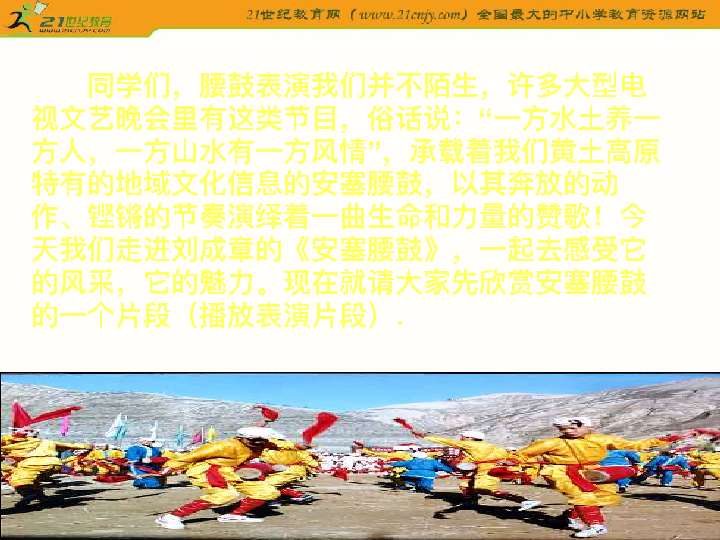 21世纪教育
www.21cnjy.com
21世纪教育网（www.21cnjy.com）全国最大的中小学教育资源网站
同学们，腰鼓表演我们并不陌生，许多大型电
视文艺晚会里有这类节目，俗话说：“一方水土养一
方人，一方山水有一方风情”，承载着我们黄土高原
特有的地域文化信息的安塞腰鼓，以其奔放的动
作、铿锵的节奏演绎着一曲生命和力量的赞歌！今
天我们走进刘成章的《安塞腰鼓》，一起去感受它
的风采，它的魅力。现在就请大家先欣赏安塞腰鼓
的一个片段（播放表演片段）．